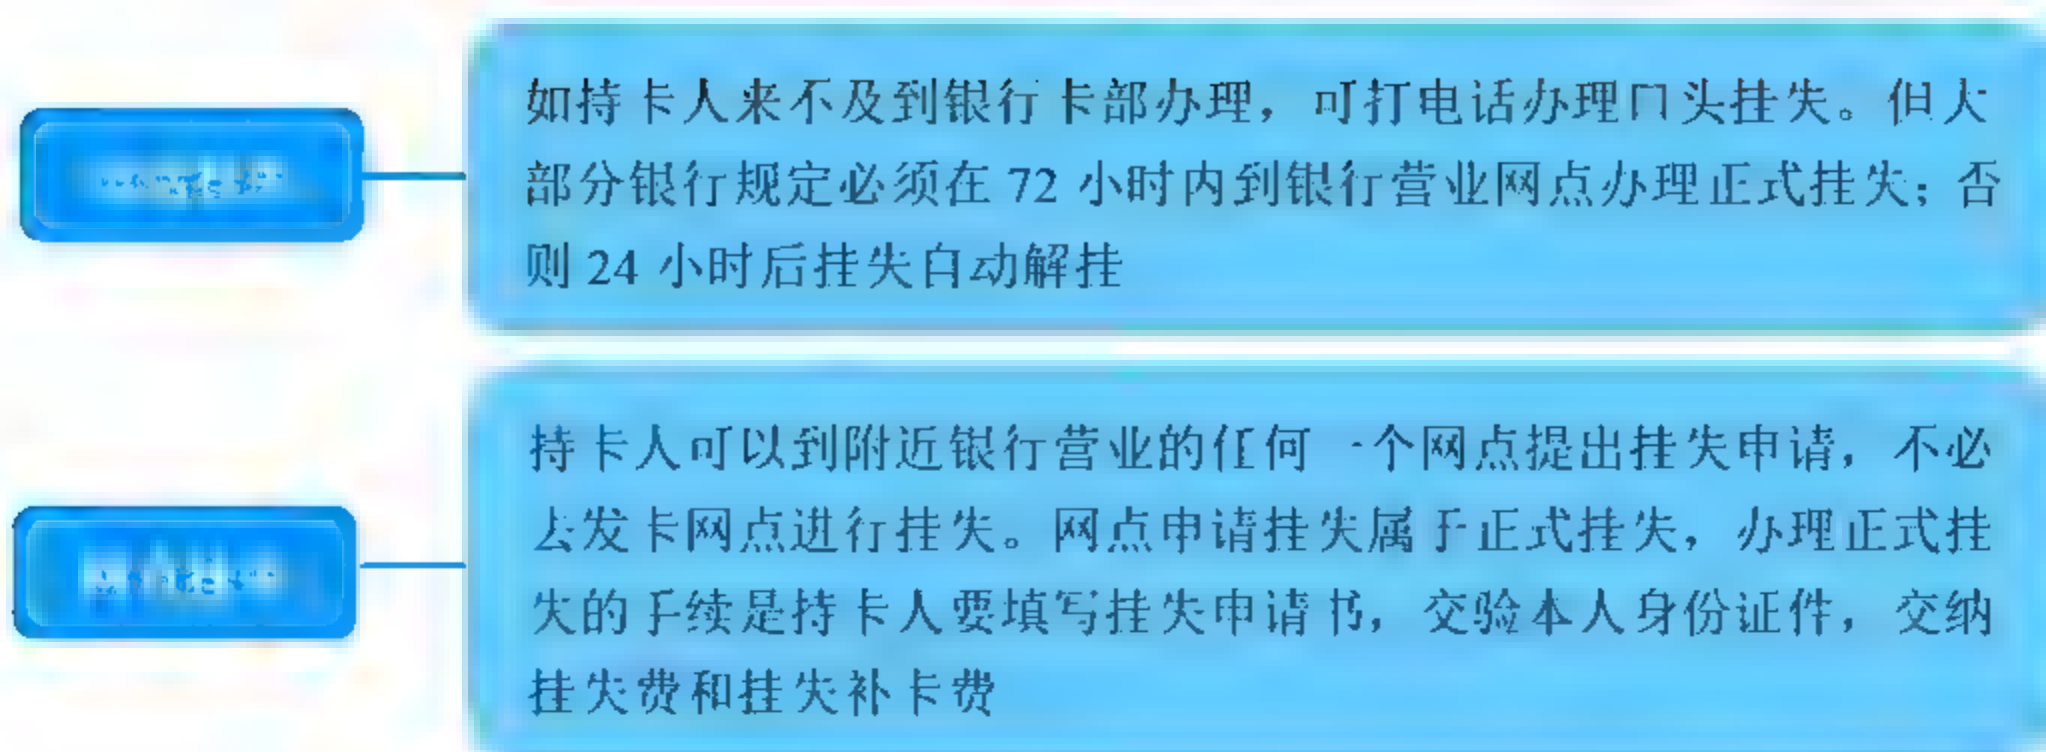 如持卡人来不及到银行卡部办理，可打电话办理口头挂失。但大
部分银行规定必须在 72 小时内到银行营业网点办理正式挂失；否
则 24 小时后挂失自动解挂
持卡人可以到附近银行营业的任何一个网点提出挂失申请，不必
去发卡网点进行挂失。网点申请挂失属于正式挂失，办理正式挂
失的手续是持卡人要填写挂失申请书，交验本人身份证件，交纳
挂失费和挂失补卡费